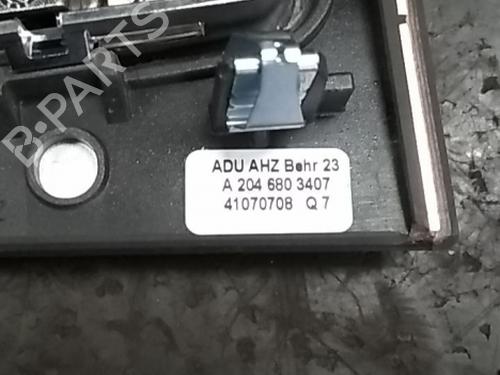 B-PARTS
ADU AHZ Behr 23
A 204 680 3407
41070708 Q 7